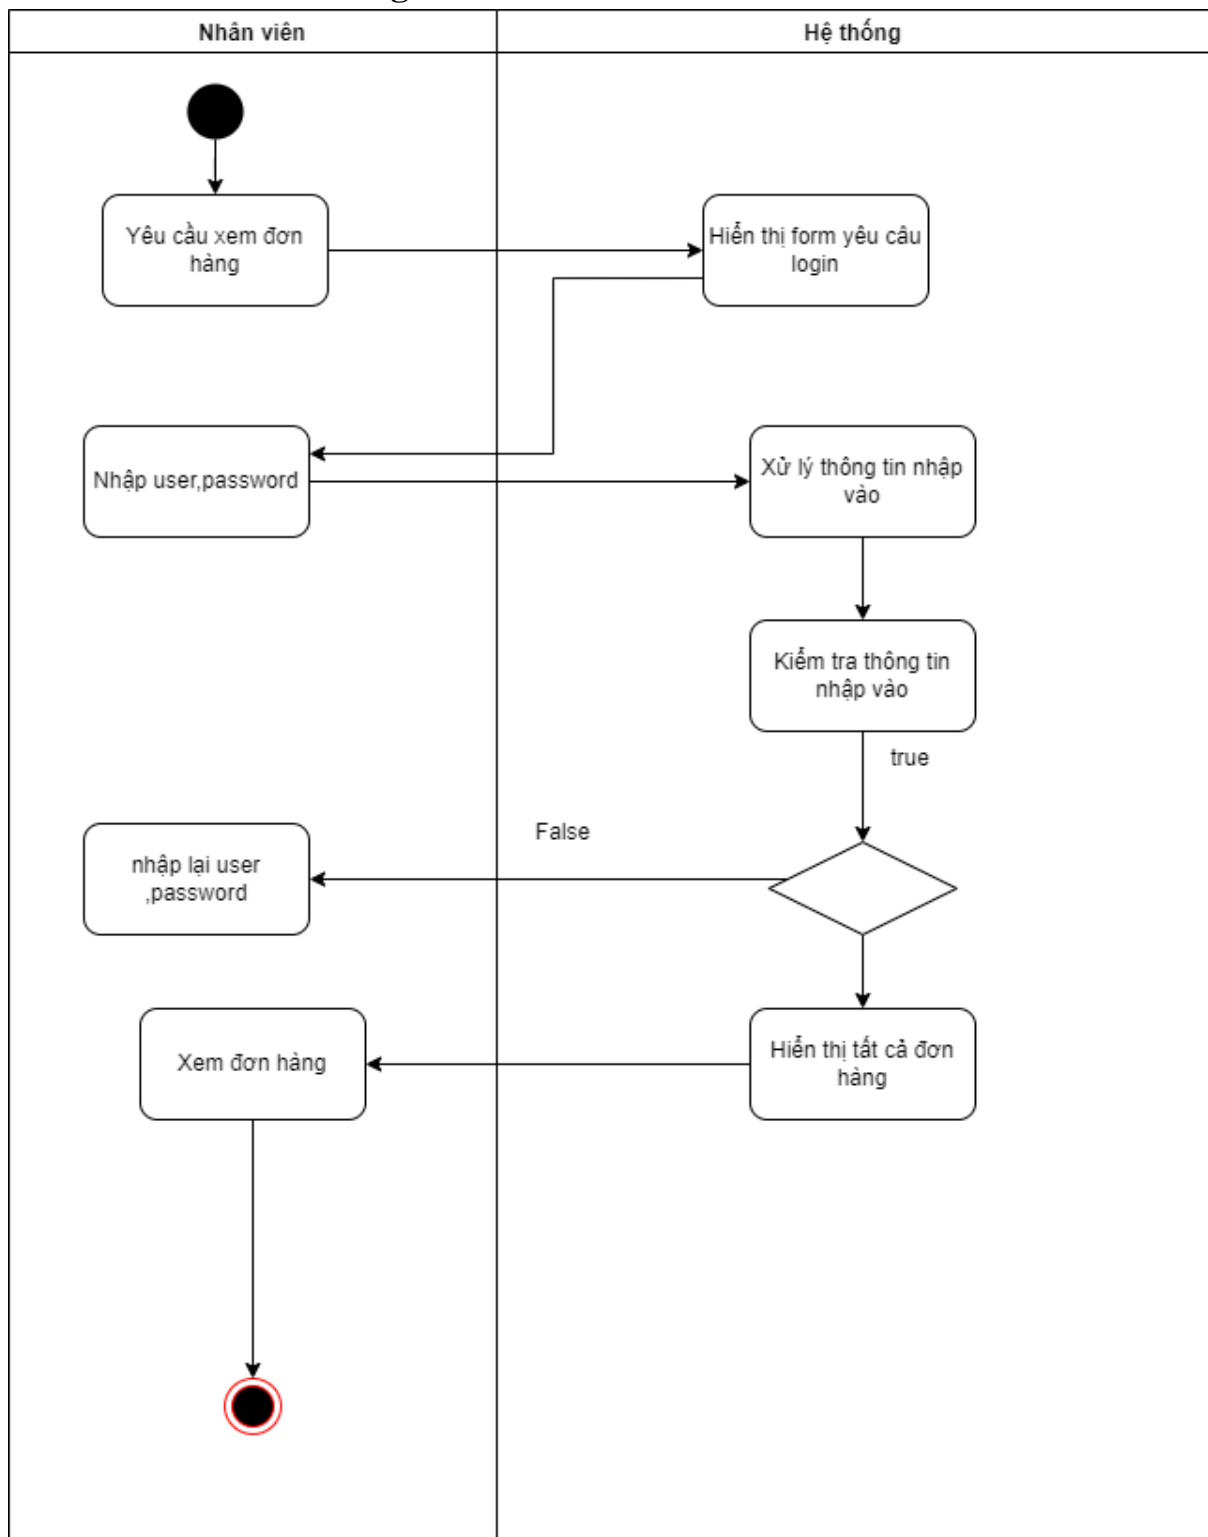 g
Nhân viên
Hệ thống
Yêu cầu xem đơn
hàng
Hiển thị form yêu câu
login
Nhập user,password
Xử lý thông tin nhập
vào
Kiểm tra thông tin
nhập vào
true
False
nhập lại user
,password
Xem đơn hàng
Hiển thị tất cả đơn
hàng